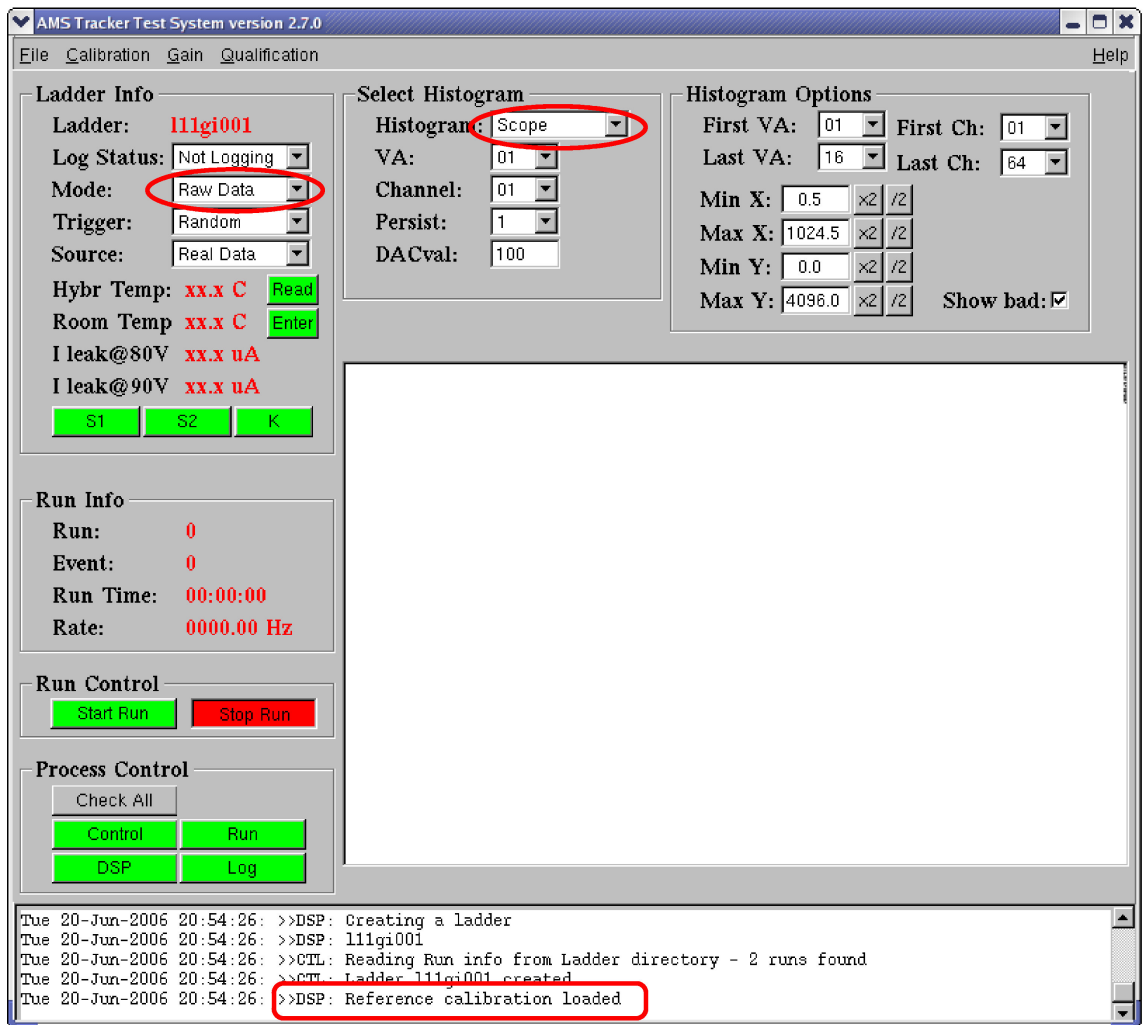 AMS Tracker Test System version 2.7.0
File Calibration Gain Qualification Help
Ladder Info
Ladder: l11gi001
Log Status: Not Logging
Mode: Raw Data
Trigger: Random
Source: Real Data
Hybr Temp: xx.x C Read
Room Temp xx.x C Enter
I leak@80V xx.x uA
I leak@90V xx.x uA
S1 S2 K
Select Histogram
Histogram: Scope
VA: 01
Channel: 01
Persist: 1
DACval: 100
Histogram Options
First VA: 01 First Ch: 01
Last VA: 16 Last Ch: 64
Min X: 0.5 x2 /2
Max X: 1024.5 x2 /2
Min Y: 0.0 x2 /2
Max Y: 4096.0 x2 /2 Show bad:
Run Info
Run: 0
Event: 0
Run Time: 00:00:00
Rate: 0000.00 Hz
Run Control
Start Run Stop Run
Process Control
Check All
Control Run
DSP Log
Tue 20-Jun-2006 20:54:26: >>DSP: Creating a ladder
Tue 20-Jun-2006 20:54:26: >>DSP: l11gi001
Tue 20-Jun-2006 20:54:26: >>CTL: Reading Run info from Ladder directory - 2 runs found
Tue 20-Jun-2006 20:54:26: >>CTL: Ladder l11gi001 created
Tue 20-Jun-2006 20:54:26: >>DSP: Reference calibration loaded